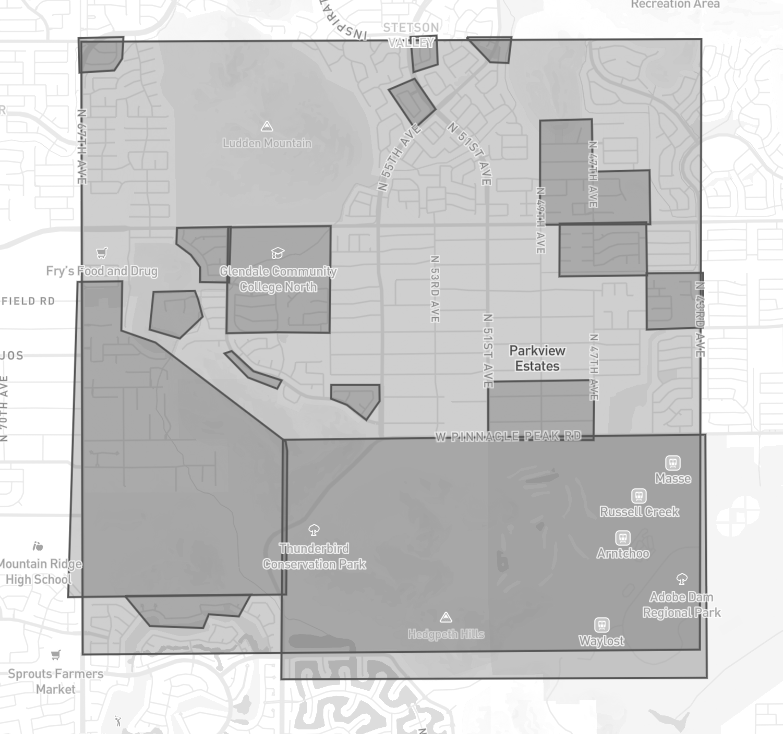 Recreation Area
INSPIRAT
STETSON
VALLEY
N 67TH AVE
Ludden Mountain
N 55TH AVE
N 51ST AVE
N 47TH AVE
N 49TH AVE
Fry's Food and Drug
Glendale Community
College North
N 53RD AVE
FIELD RD
N 43RD AVE
N 51ST AVE
N 47TH AVE
JOS
Parkview
Estates
N 70TH AVE
W PINNACLE PEAK RD
Masse
Russell Creek
Arntchoo
Thunderbird
Conservation Park
Mountain Ridge
High School
Adobe Dam
Regional Park
Hedgpeth Hills
Waylost
Sprouts Farmers
Market
N